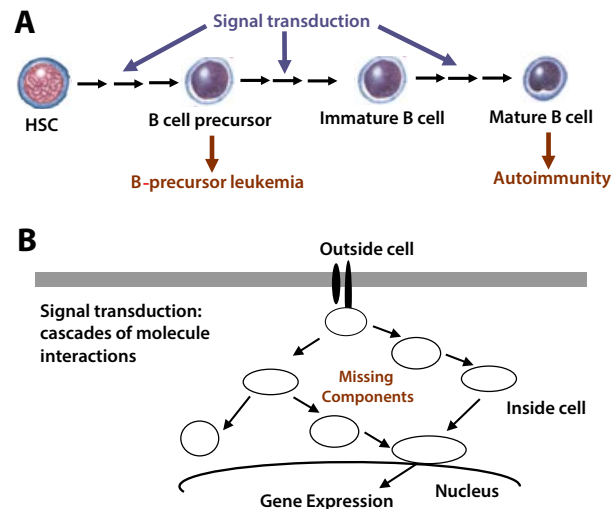 A
Signal transduction
HSC
B cell precursor
Immature B cell
Mature B cell
B-precursor leukemia
Autoimmunity
B
Outside cell
Signal transduction:
cascades of molecule
interactions
Missing
Components
Inside cell
Nucleus
Gene Expression